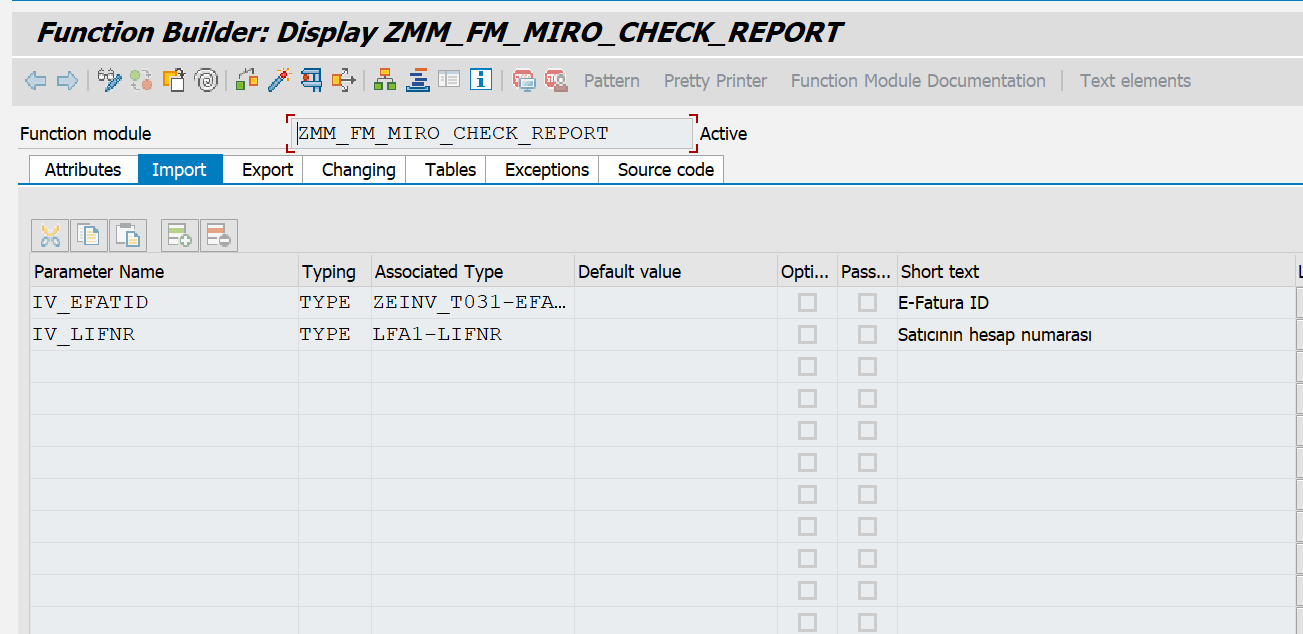 Function Builder: Display ZMM_FM_MIRO_CHECK_REPORT
Pattern Pretty Printer Function Module Documentation Text elements
Function module ZMM_FM_MIRO_CHECK_REPORT Active
Attributes Import Export Changing Tables Exceptions Source code
Parameter Name Typing Associated Type Default value Opti... Pass... Short text L
IV_EFATID TYPE ZEINV_T031-EFA... E-Fatura ID
IV_LIFNR TYPE LFA1-LIFNR Satıcının hesap numarası